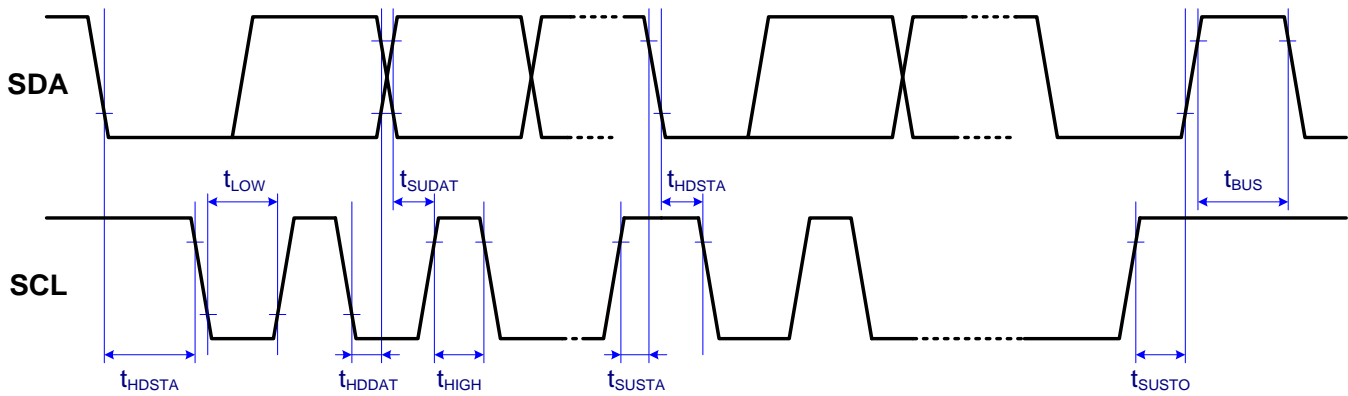 SDA
tLOW
tSUDAT
tHDSTA
tBUS
SCL
tHDSTA
tHDDAT
tHIGH
tSUSTA
tSUSTO